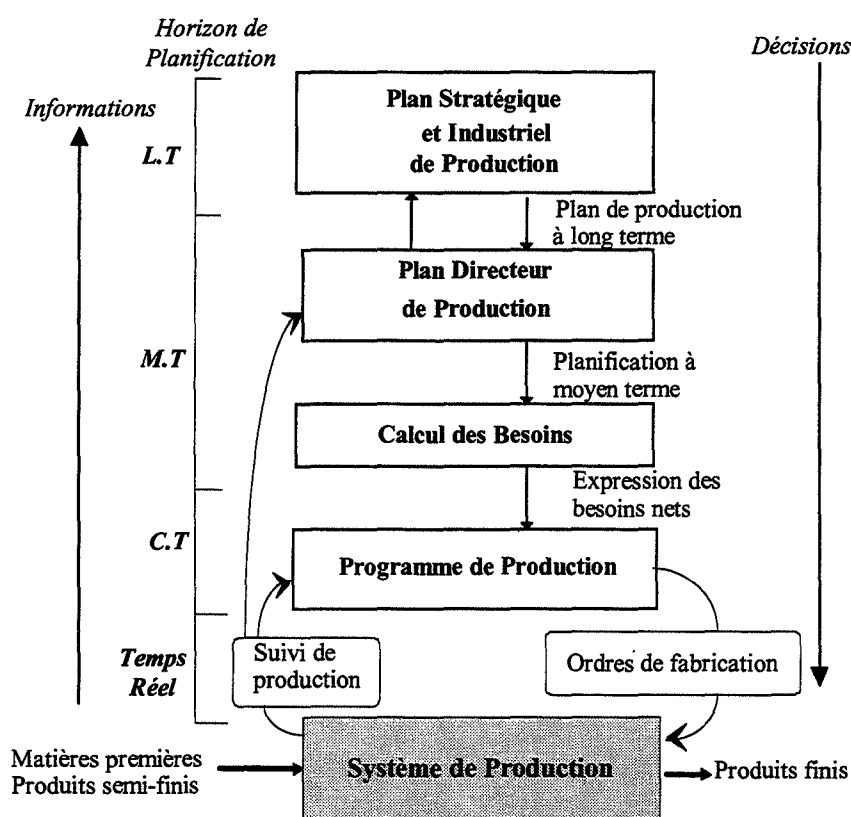 Horizon de
Planification
Décisions
Informations
Plan Stratégique
et Industriel
de Production
L.T
Plan de production
à long terme
Plan Directeur
de Production
M.T
Planification à
moyen terme
Calcul des Besoins
Expression des
besoins nets
C.T
Programme de Production
Temps
Réel
Suivi de
production
Ordres de fabrication
Matières premières
Produits semi-finis
Système de Production
Produits finis